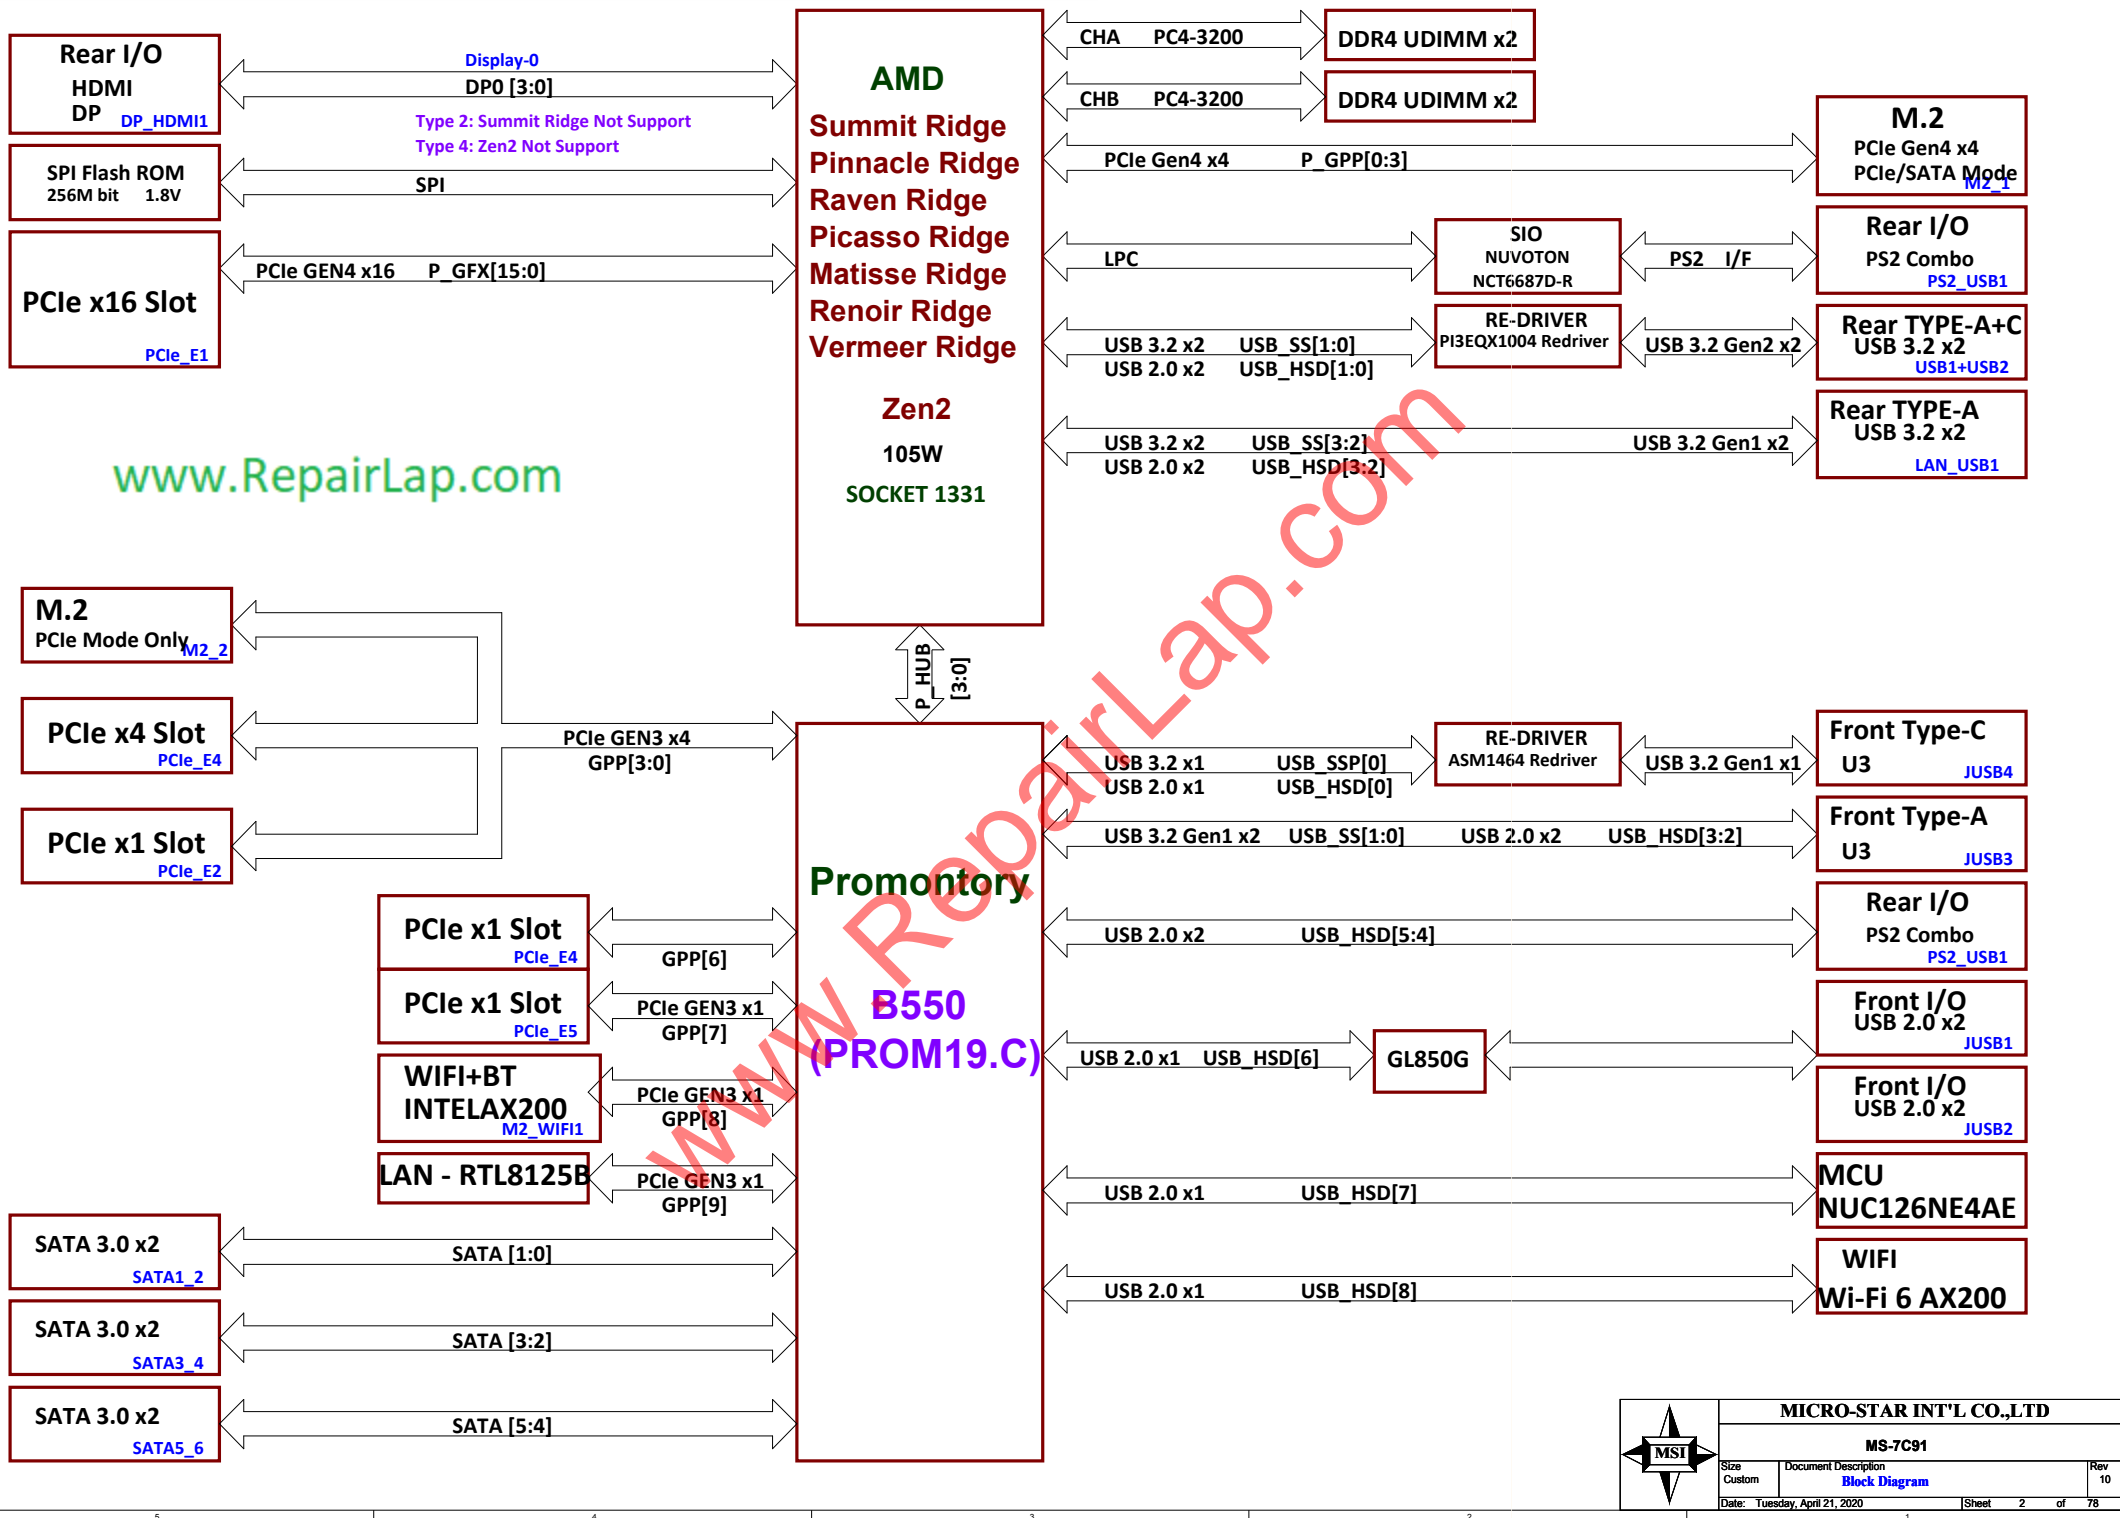 Rear I/O
HDMI
DP
DP_HDMI1
Display-0
DP0 [3:0]
Type 2: Summit Ridge Not Support
Type 4: Zen2 Not Support
SPI Flash ROM
256M bit 1.8V
SPI
PCIe x16 Slot
PCIe_E1
PCIe GEN4 x16 P_GFX[15:0]
www.RepairLap.com
AMD
Summit Ridge
Pinnacle Ridge
Raven Ridge
Picasso Ridge
Matisse Ridge
Renoir Ridge
Vermeer Ridge
Zen2
105W
SOCKET 1331
CHA PC4-3200
DDR4 UDIMM x2
CHB PC4-3200
DDR4 UDIMM x2
PCIe Gen4 x4 P_GPP[0:3]
M.2
PCIe Gen4 x4
PCIe/SATA Mode
M2_1
LPC
SIO
NUVOTON
NCT6687D-R
PS2 I/F
Rear I/O
PS2 Combo
PS2_USB1
USB 3.2 x2 USB_SS[1:0]
USB 2.0 x2 USB_HSD[1:0]
RE-DRIVER
PI3EQX1004 Redriver
USB 3.2 Gen2 x2
Rear TYPE-A+C
USB 3.2 x2
USB1+USB2
USB 3.2 x2 USB_SS[3:2]
USB 2.0 x2 USB_HSD[3:2]
USB 3.2 Gen1 x2
Rear TYPE-A
USB 3.2 x2
LAN_USB1
P_HUB
[3:0]
M.2
PCIe Mode Only
M2_2
PCIe x4 Slot
PCIe_E4
PCIe x1 Slot
PCIe_E2
PCIe GEN3 x4
GPP[3:0]
PCIe x1 Slot
PCIe_E4
GPP[6]
PCIe x1 Slot
PCIe_E5
PCIe GEN3 x1
GPP[7]
WIFI+BT
INTELAX200
M2_WIFI1
PCIe GEN3 x1
GPP[8]
LAN - RTL8125B
PCIe GEN3 x1
GPP[9]
SATA 3.0 x2
SATA1_2
SATA [1:0]
SATA 3.0 x2
SATA3_4
SATA [3:2]
SATA 3.0 x2
SATA5_6
SATA [5:4]
Promontory
B550
(PROM19.C)
USB 3.2 x1 USB_SSP[0]
USB 2.0 x1 USB_HSD[0]
RE-DRIVER
ASM1464 Redriver
USB 3.2 Gen1 x1
Front Type-C
U3
JUSB4
USB 3.2 Gen1 x2 USB_SS[1:0] USB 2.0 x2 USB_HSD[3:2]
Front Type-A
U3
JUSB3
USB 2.0 x2 USB_HSD[5:4]
Rear I/O
PS2 Combo
PS2_USB1
USB 2.0 x1 USB_HSD[6]
GL850G
Front I/O
USB 2.0 x2
JUSB1
Front I/O
USB 2.0 x2
JUSB2
USB 2.0 x1 USB_HSD[7]
MCU
NUC126NE4AE
USB 2.0 x1 USB_HSD[8]
WIFI
Wi-Fi 6 AX200
www.RepairLap.com
MSI
MICRO-STAR INT'L CO.,LTD
MS-7C91
Size
Custom
Document Description
Block Diagram
Rev
10
Date: Tuesday, April 21, 2020
Sheet 2 of 78
5 4 3 2 1